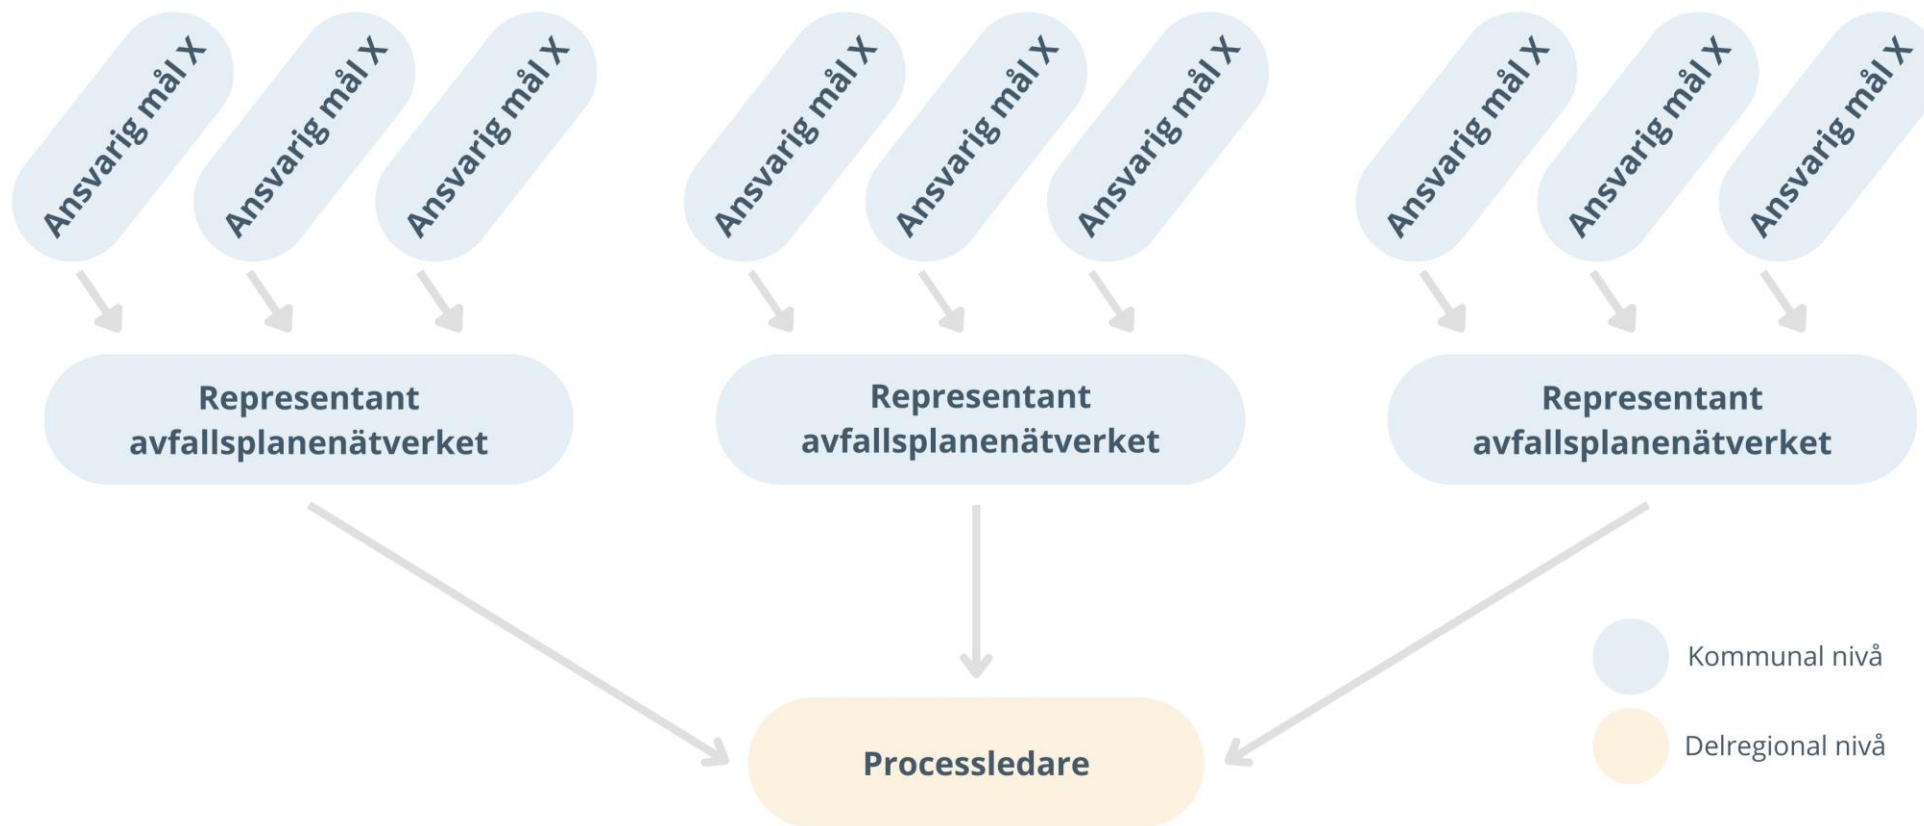 Ansvarig mål X
Ansvarig mål X
Ansvarig mål X
Ansvarig mål X
Ansvarig mål X
Ansvarig mål X
Ansvarig mål X
Ansvarig mål X
Ansvarig mål X
Representant
avfallsplanenätverket
Representant
avfallsplanenätverket
Representant
avfallsplanenätverket
Processledare
Kommunal nivå
Delregional nivå